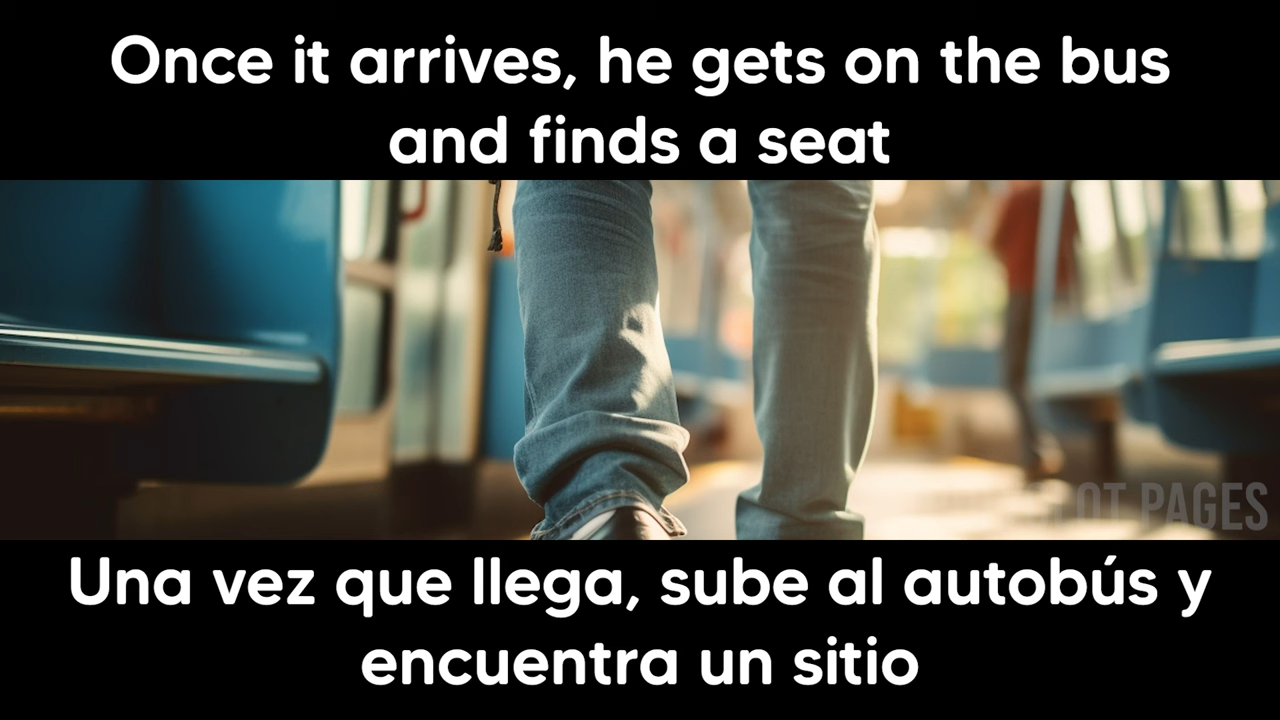 Once it arrives, he gets on the bus
and finds a seat
OT PAGES
Una vez que llega, sube al autobús y
encuentra un sitio